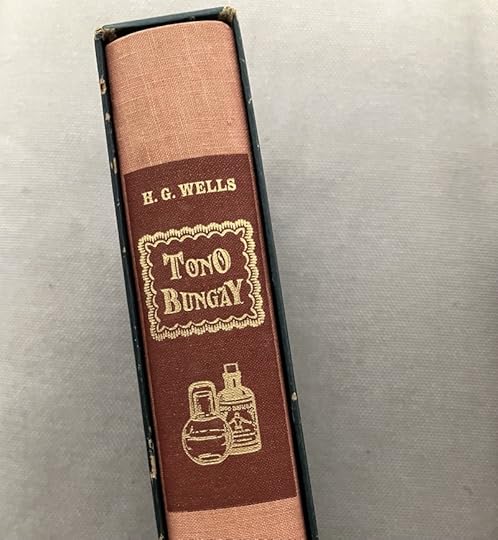 H. G. WELLS
TONO
BUNGAY